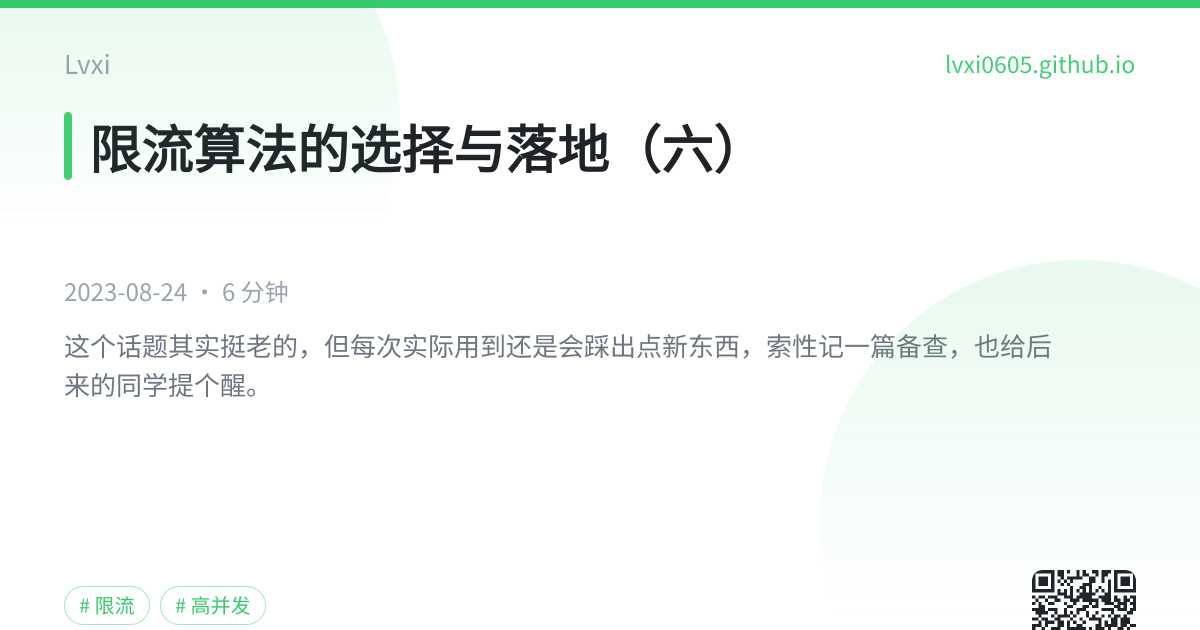 Lvxi
lvxi0605.github.io
限流算法的选择与落地（六）
2023-08-24 · 6 分钟
这个话题其实挺老的，但每次实际用到还是会踩出点新东西，索性记一篇备查，也给后
来的同学提个醒。
# 限流
# 高并发